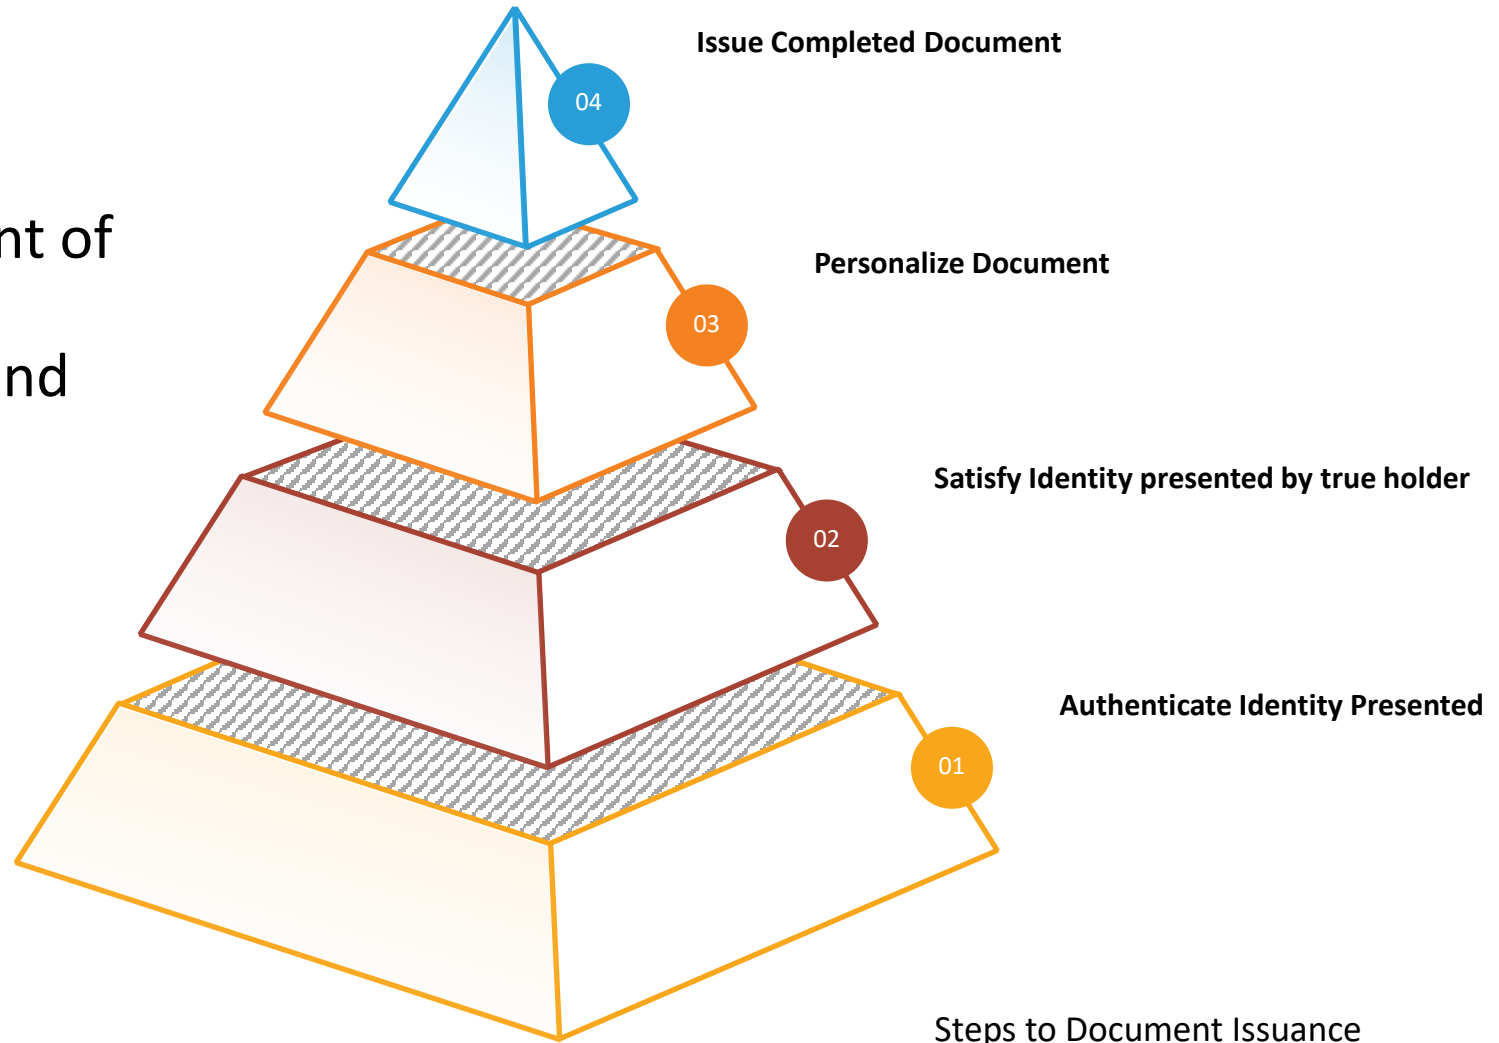 Issue Completed Document
04
nt of
Personalize Document
03
nd
Satisfy Identity presented by true holder
02
Authenticate Identity Presented
01
Steps to Document Issuance